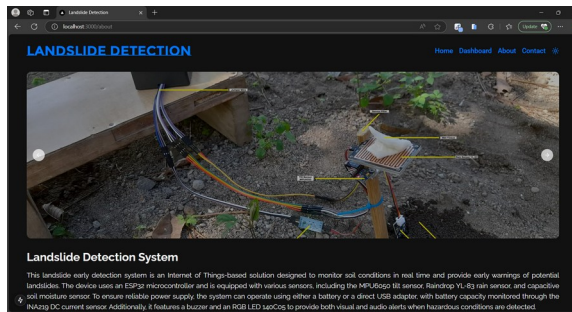 Landslide Detection
localhost:3000/about
Update
LANDSLIDE DETECTION
Home Dashboard About Contact
Landslide Detection System
This landslide early detection system is an Internet of Things-based solution designed to monitor soil conditions in real time and provide early warnings of potential
landslides. The device uses an ESP32 microcontroller and is equipped with various sensors, including the MPU6050 tilt sensor, Raindrop YL-83 rain sensor, and capacitive
soil moisture sensor. To ensure reliable power supply, the system can operate using either a battery or a direct USB adapter, with battery capacity monitored through the
INA219 DC current sensor. Additionally, it features a buzzer and an RGB LED 140C05 to provide both visual and audio alerts when hazardous conditions are detected.